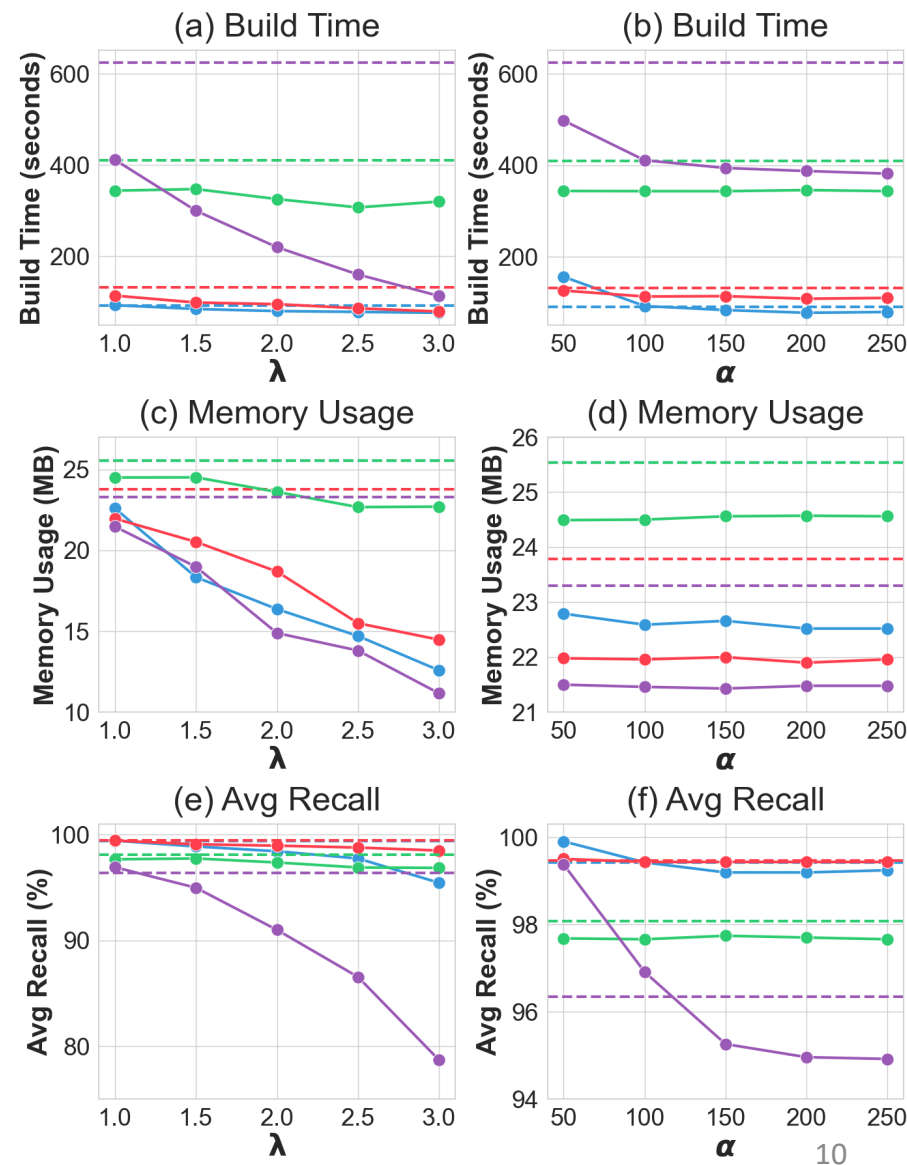 (a) Build Time
Build Time (seconds)
600
400
200
1.0 1.5 2.0 2.5 3.0
λ
(b) Build Time
Build Time (seconds)
600
400
200
50 100 150 200 250
α
(c) Memory Usage
Memory Usage (MB)
25
20
15
10
1.0 1.5 2.0 2.5 3.0
λ
(d) Memory Usage
Memory Usage (MB)
26
25
24
23
22
21
50 100 150 200 250
α
(e) Avg Recall
Avg Recall (%)
100
90
80
1.0 1.5 2.0 2.5 3.0
λ
(f) Avg Recall
Avg Recall (%)
100
98
96
94
50 100 150 200 250
α
10